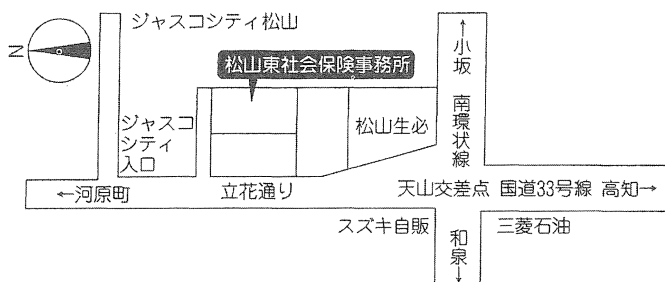 N
ジャスコシティ松山
松山東社会保険事務所
ジャスコ
シティ
入口
松山生必
←小坂 南環状線
←河原町
立花通り
天山交差点 国道33号線 高知→
スズキ自販
和泉→
三菱石油